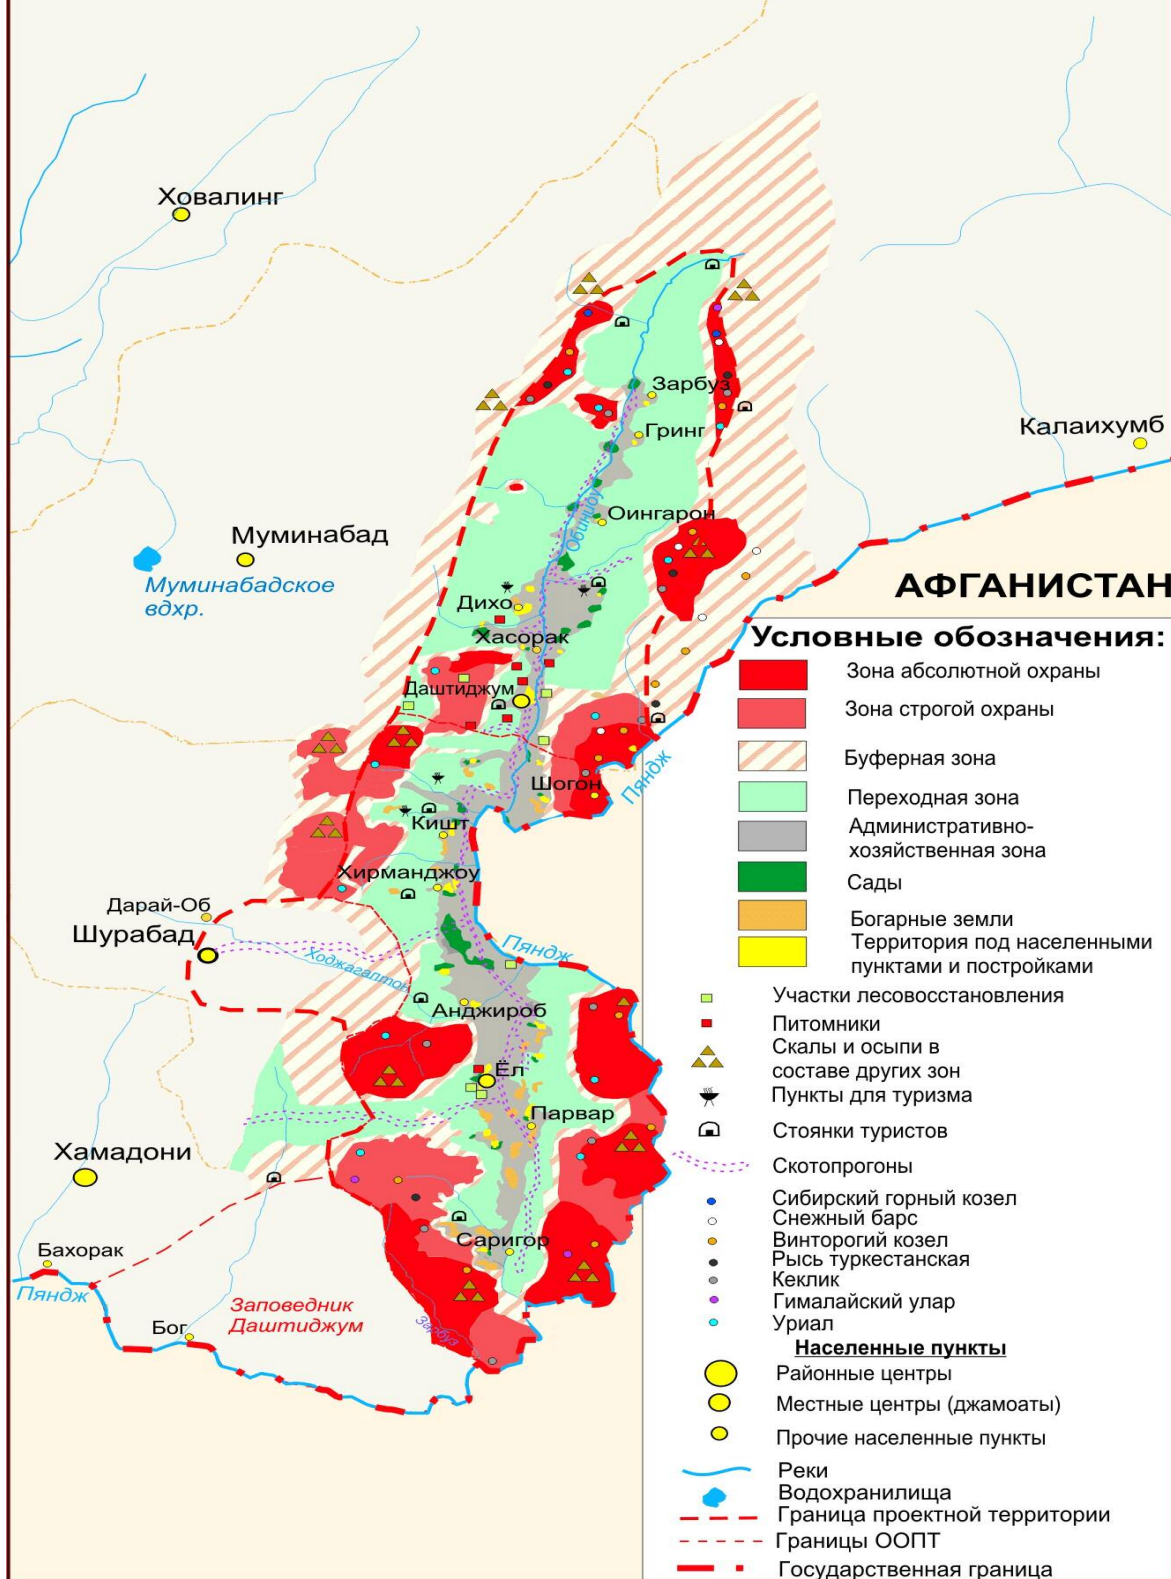 Ховалинг
Зарбуз
Гринг
Калаихумб
Оингарон
Обиниоу
Муминабад
Муминабадское
вдхр.
АФГАНИСТАН
Дихо
Хасорак
Даштиджум
Шогон
Пяндж
Кишт
Хирманджоу
Дарай-Об
Шурабад
Ходжагалтон
Пяндж
Анджироб
Ёл
Парвар
Хамадони
Саригор
Бахорак
Пяндж
Заповедник
Даштиджум
Бог
Зарбуз
Условные обозначения:
Зона абсолютной охраны
Зона строгой охраны
Буферная зона
Переходная зона
Административно-
хозяйственная зона
Сады
Богарные земли
Территория под населенными
пунктами и постройками
Участки лесовосстановления
Питомники
Скалы и осыпи в
составе других зон
Пункты для туризма
Стоянки туристов
Скотопрогоны
Сибирский горный козел
Снежный барс
Винторогий козел
Рысь туркестанская
Кеклик
Гималайский улар
Уриал
Населенные пункты
Районные центры
Местные центры (джамоаты)
Прочие населенные пункты
Реки
Водохранилища
Граница проектной территории
Границы ООПТ
Государственная граница